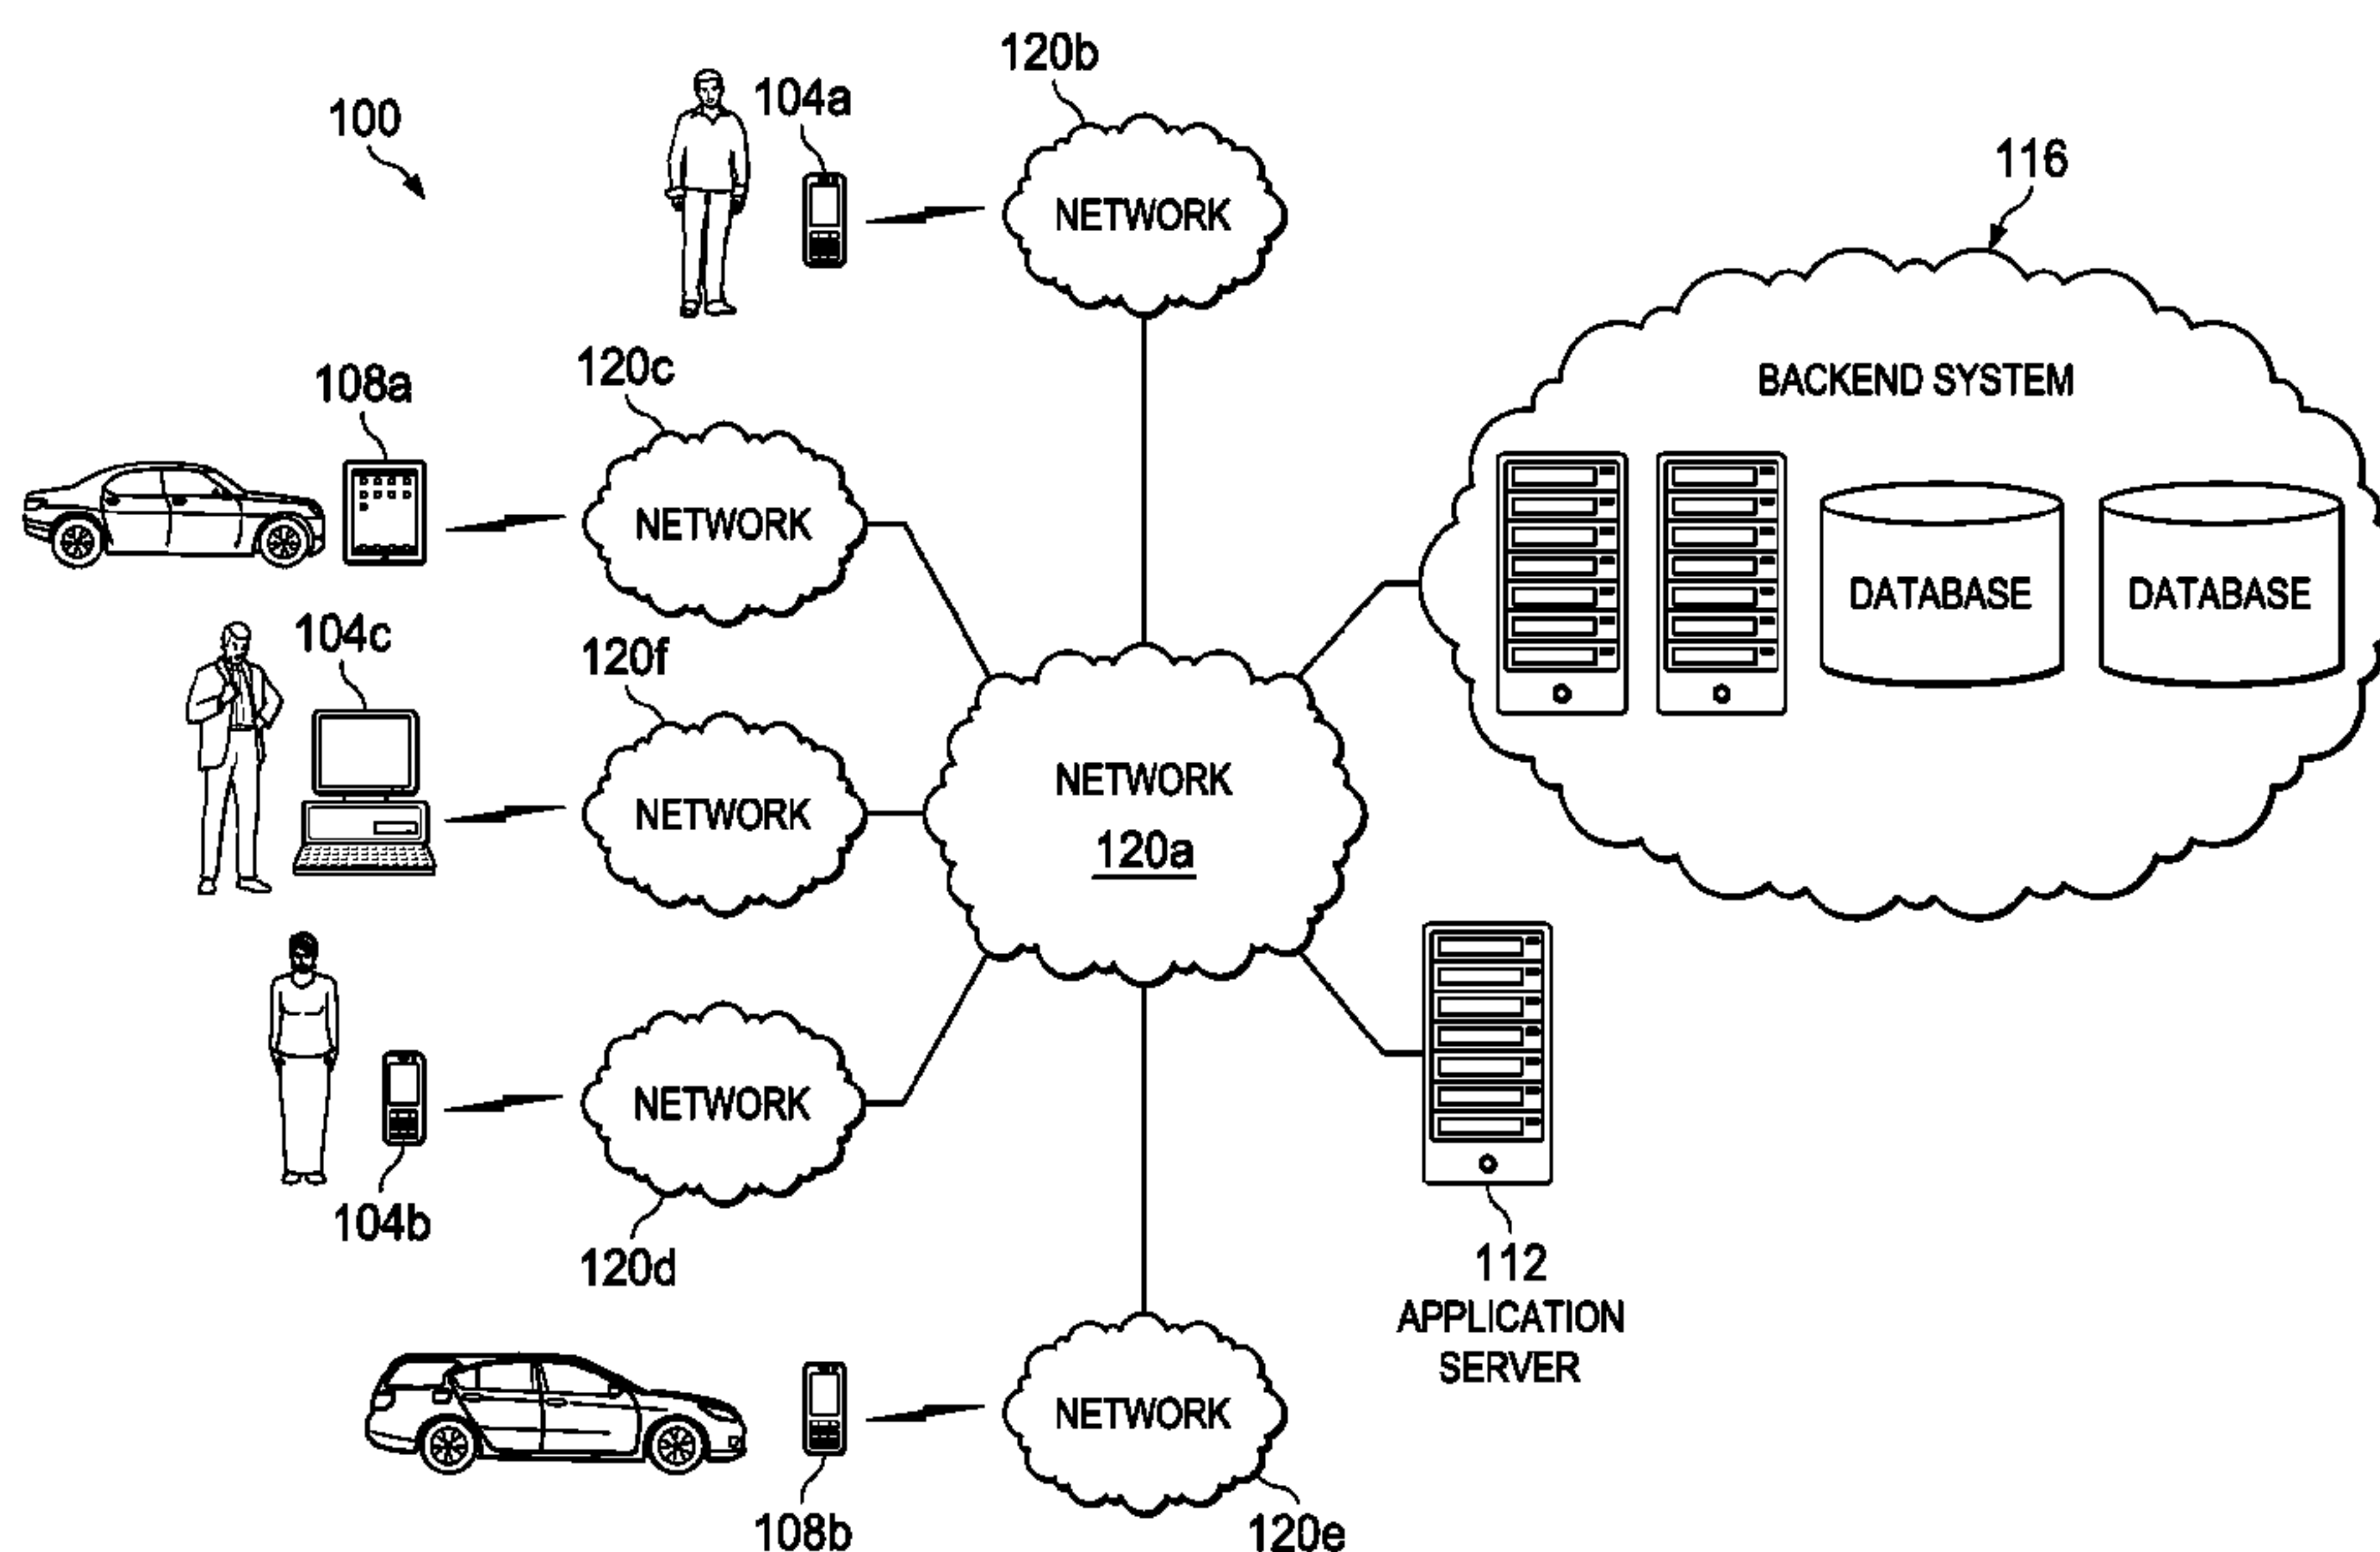 120b
104a
100
116
NETWORK
120c
108a
BACKEND SYSTEM
NETWORK
DATABASE
DATABASE
104c
120f
NETWORK
120a
NETWORK
NETWORK
104b
120d
112
APPLICATION
SERVER
NETWORK
108b
120e